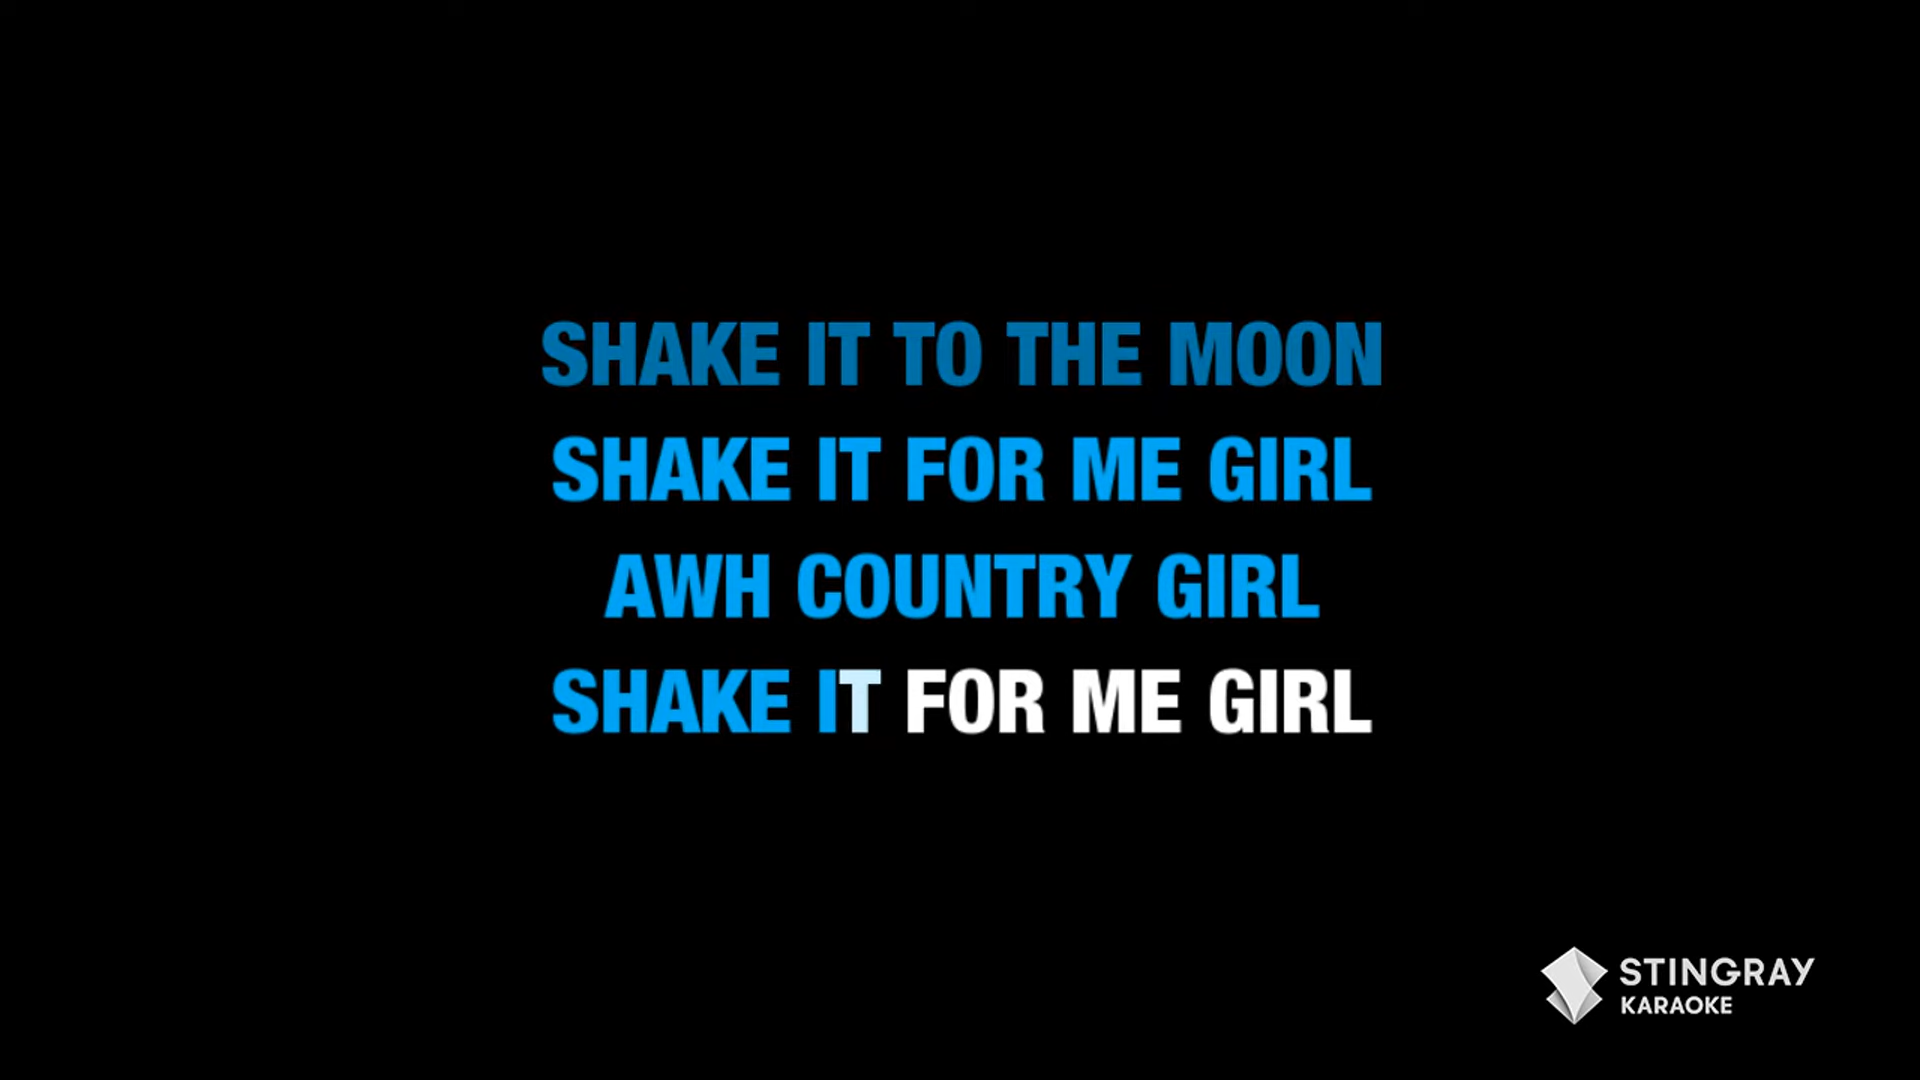 SHAKE IT TO THE MOON
SHAKE IT FOR ME GIRL
AWH COUNTRY GIRL
SHAKE IT FOR ME GIRL
STINGRAY
KARAOKE